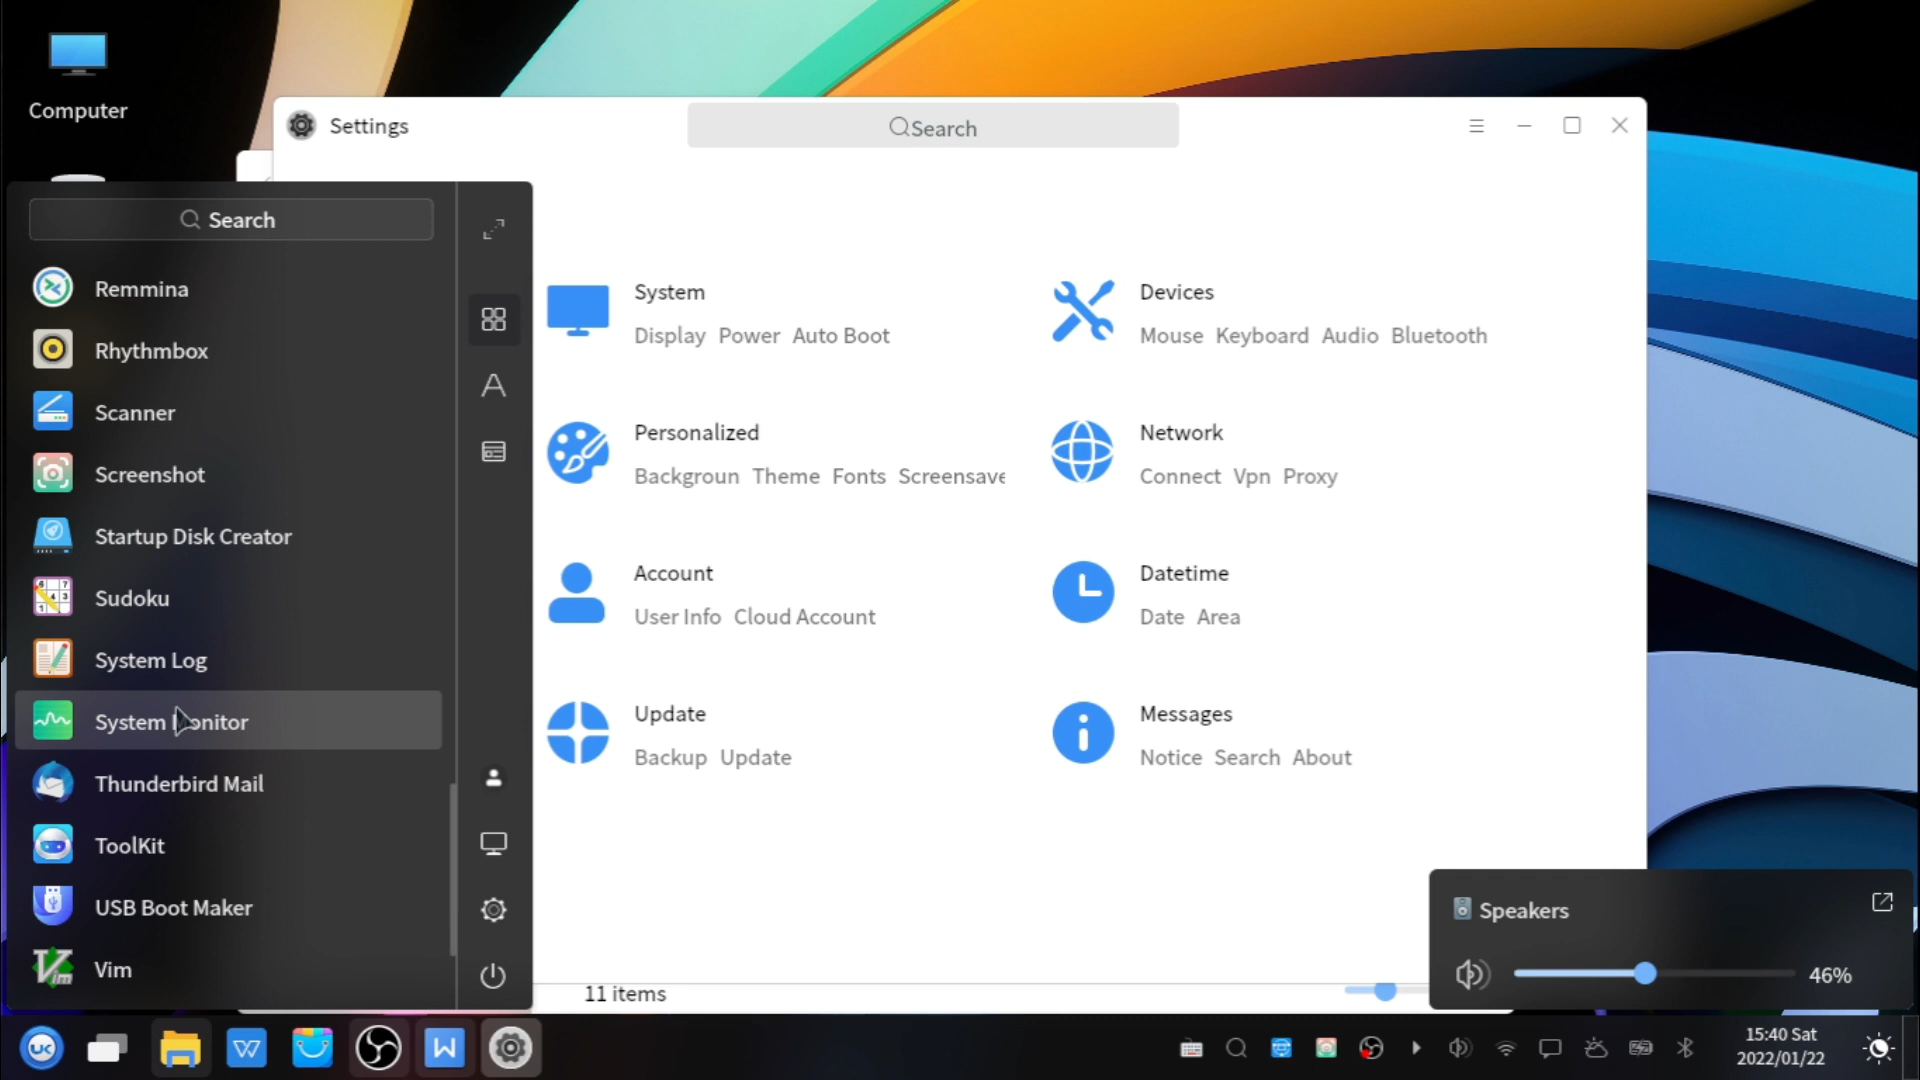 Computer
Settings
Search
Search
Remmina
Rhythmbox
Scanner
Screenshot
Startup Disk Creator
Sudoku
System Log
System Monitor
Thunderbird Mail
ToolKit
USB Boot Maker
Vim
System
Display Power Auto Boot
Devices
Mouse Keyboard Audio Bluetooth
Personalized
Backgroun Theme Fonts Screensave
Network
Connect Vpn Proxy
Account
User Info Cloud Account
Datetime
Date Area
Update
Backup Update
Messages
Notice Search About
11 items
Speakers
46%
UK
W
W
15:40 Sat
2022/01/22